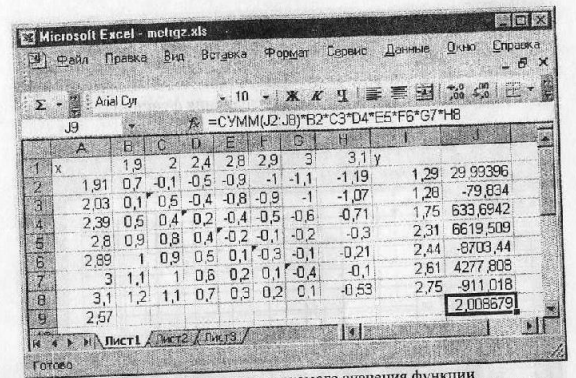 Microsoft Excel - metrgz.xls
Файл Правка Вид Вставка Формат Сервис Данные Окно Справка
Σ Arial Cyr 10 Ж К Ч
J9 fx =СУММ(J2:J8)*B2*C3*D4*E5*F6*G7*H8
A B C D E F G H I J
1 x 1,9 2 2,4 2,8 2,9 3 3,1 y
2 1,91 0,7 -0,1 -0,5 -0,9 -1 -1,1 -1,19 1,29 29,99396
3 2,03 0,1 0,5 -0,4 -0,8 -0,9 -1 -1,07 1,28 -79,834
4 2,39 0,5 0,4 0,2 -0,4 -0,5 -0,6 -0,71 1,75 633,6942
5 2,8 0,9 0,8 0,4 -0,2 -0,1 -0,2 -0,3 2,31 6619,509
6 2,89 1 0,9 0,5 0,1 -0,3 -0,1 -0,21 2,44 -8703,44
7 3 1,1 1 0,6 0,2 0,1 -0,4 -0,1 2,61 4277,808
8 3,1 1,2 1,1 0,7 0,3 0,2 0,1 -0,53 2,75 -911,018
9 2,57 2,008679
Лист1 Лист2 Лист3
Готово
значения функции